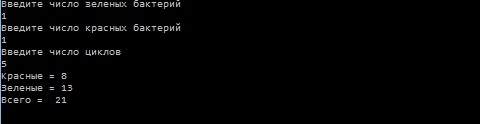 Введите число зеленых бактерий
1
Введите число красных бактерий
1
Введите число циклов
5
Красные = 8
Зеленые = 13
Всего =  21